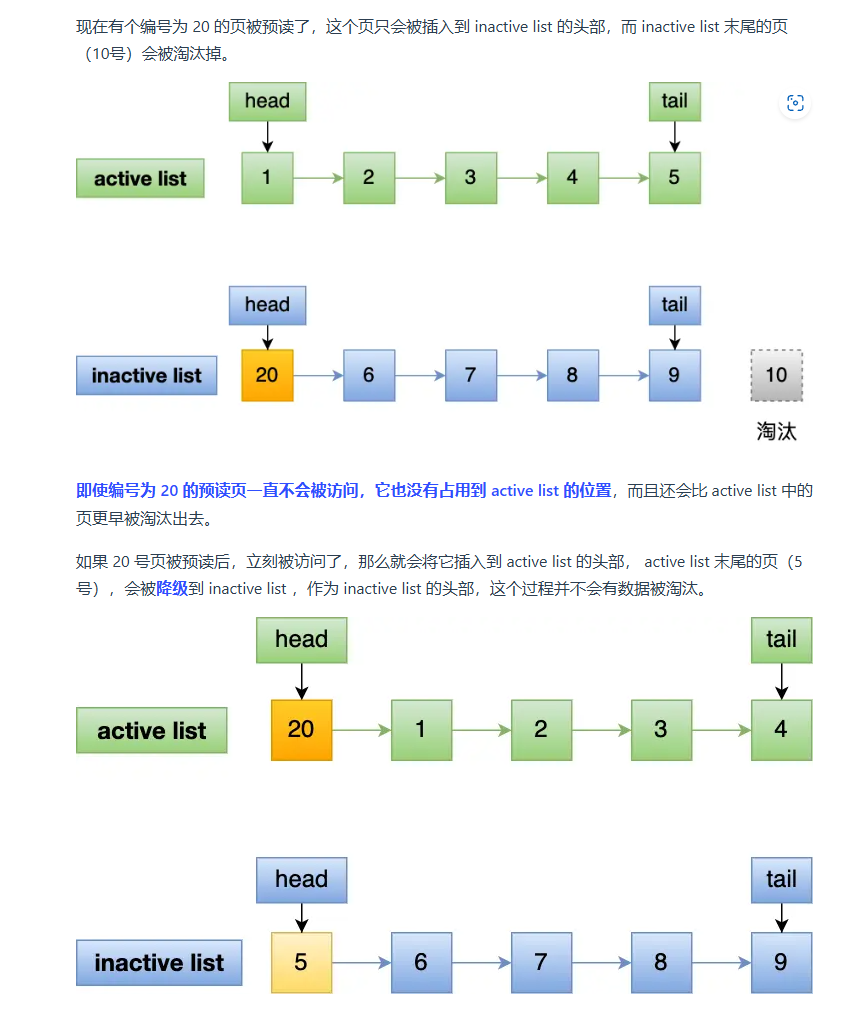 现在有个编号为 20 的页被预读了，这个页只会被插入到 inactive list 的头部，而 inactive list 末尾的页
（10号）会被淘汰掉。
head tail
active list 1 2 3 4 5
head tail
inactive list 20 6 7 8 9 10
淘汰
即使编号为 20 的预读页一直不会被访问，它也没有占用到 active list 的位置，而且还会比 active list 中的
页更早被淘汰出去。
如果 20 号页被预读后，立刻被访问了，那么就会将它插入到 active list 的头部， active list 末尾的页（5
号），会被降级到 inactive list ，作为 inactive list 的头部，这个过程并不会有数据被淘汰。
head tail
active list 20 1 2 3 4
head tail
inactive list 5 6 7 8 9